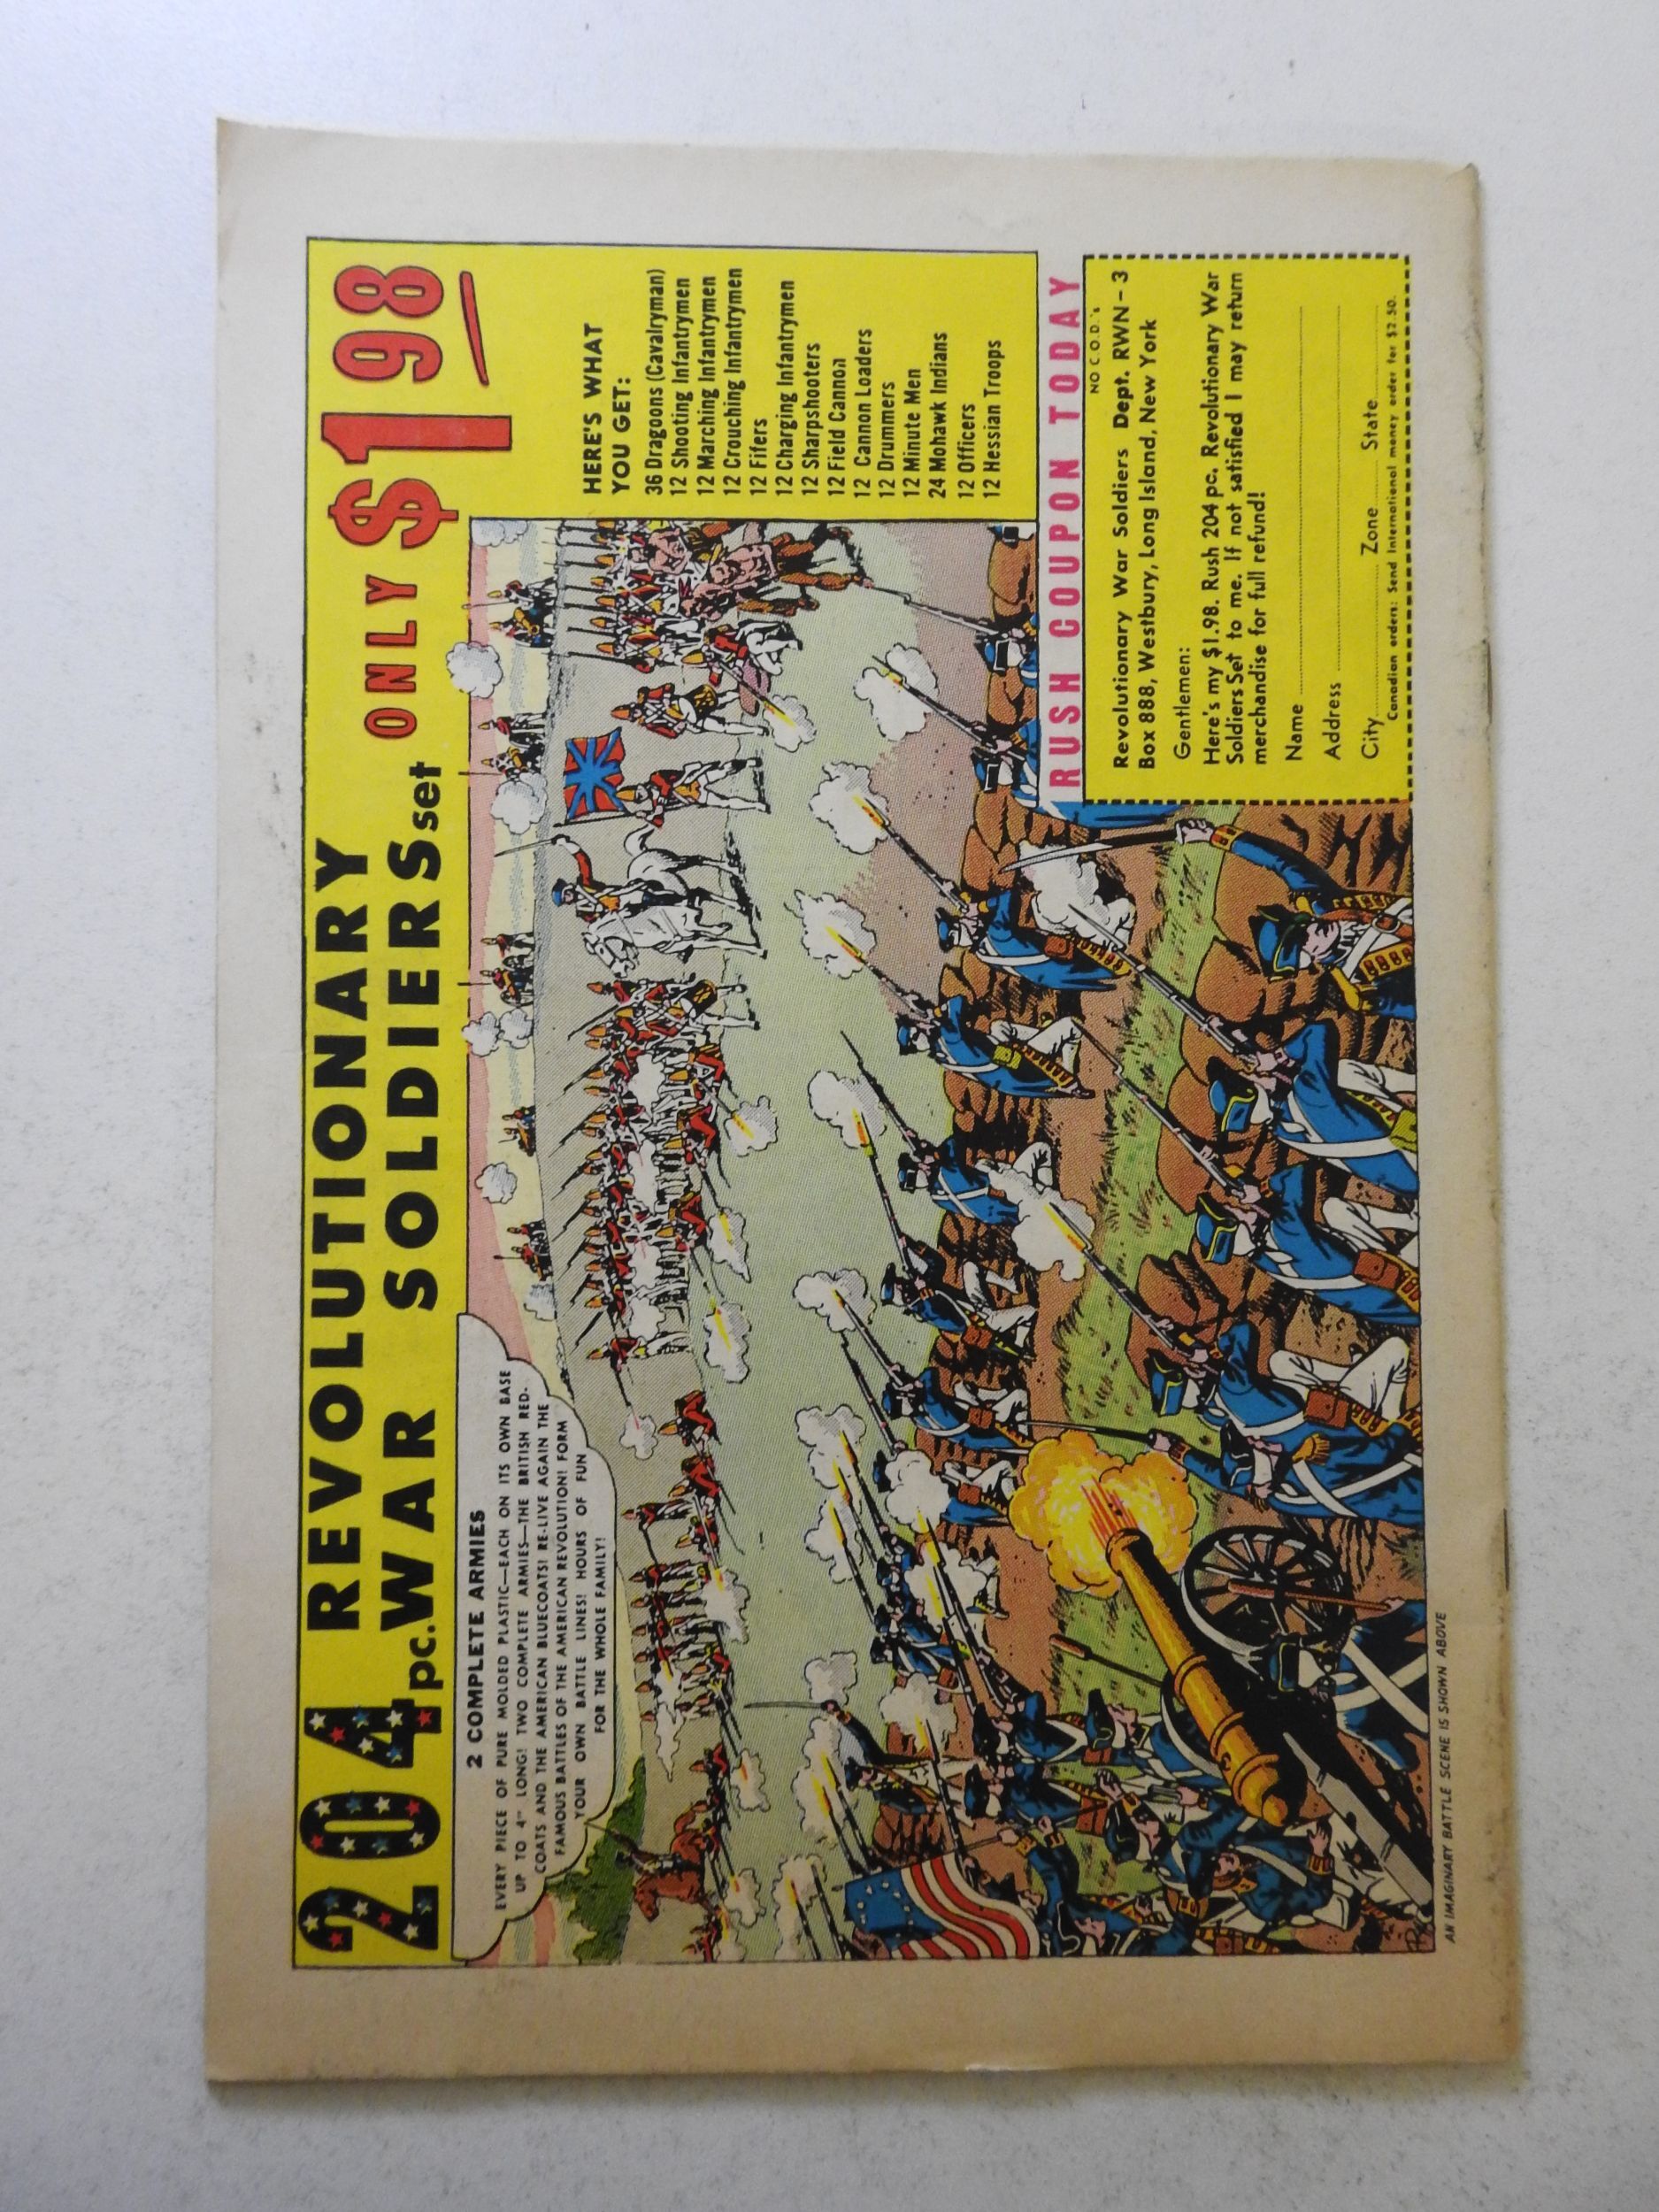 204 REVOLUTIONARY
pc. WAR SOLDIERS set
ONLY $1 98
2 COMPLETE ARMIES
EVERY PIECE OF PURE MOLDED PLASTIC—EACH ON ITS OWN BASE
UP TO 4" LONG! TWO COMPLETE ARMIES—THE BRITISH RED-
COATS AND THE AMERICAN BLUECOATS! RE-LIVE AGAIN THE
FAMOUS BATTLES OF THE AMERICAN REVOLUTION! FORM
YOUR OWN BATTLE LINES! HOURS OF FUN
FOR THE WHOLE FAMILY!
HERE'S WHAT
YOU GET:
36 Dragoons (Cavalryman)
12 Shooting Infantrymen
12 Marching Infantrymen
12 Crouching Infantrymen
12 Fifers
12 Charging Infantrymen
12 Sharpshooters
12 Field Cannon
12 Cannon Loaders
12 Drummers
12 Minute Men
24 Mohawk Indians
12 Officers
12 Hessian Troops
RUSH COUPON TODAY
NO C.O.D.'s
Revolutionary War Soldiers Dept. RWN-3
Box 888, Westbury, Long Island, New York
Gentlemen:
Here's my $1.98. Rush 204 pc. Revolutionary War
Soldiers Set to me. If not satisfied I may return
merchandise for full refund!
Name
Address
City Zone State
Canadian orders: Send International money order for $2.50.
AN IMAGINARY BATTLE SCENE IS SHOWN ABOVE